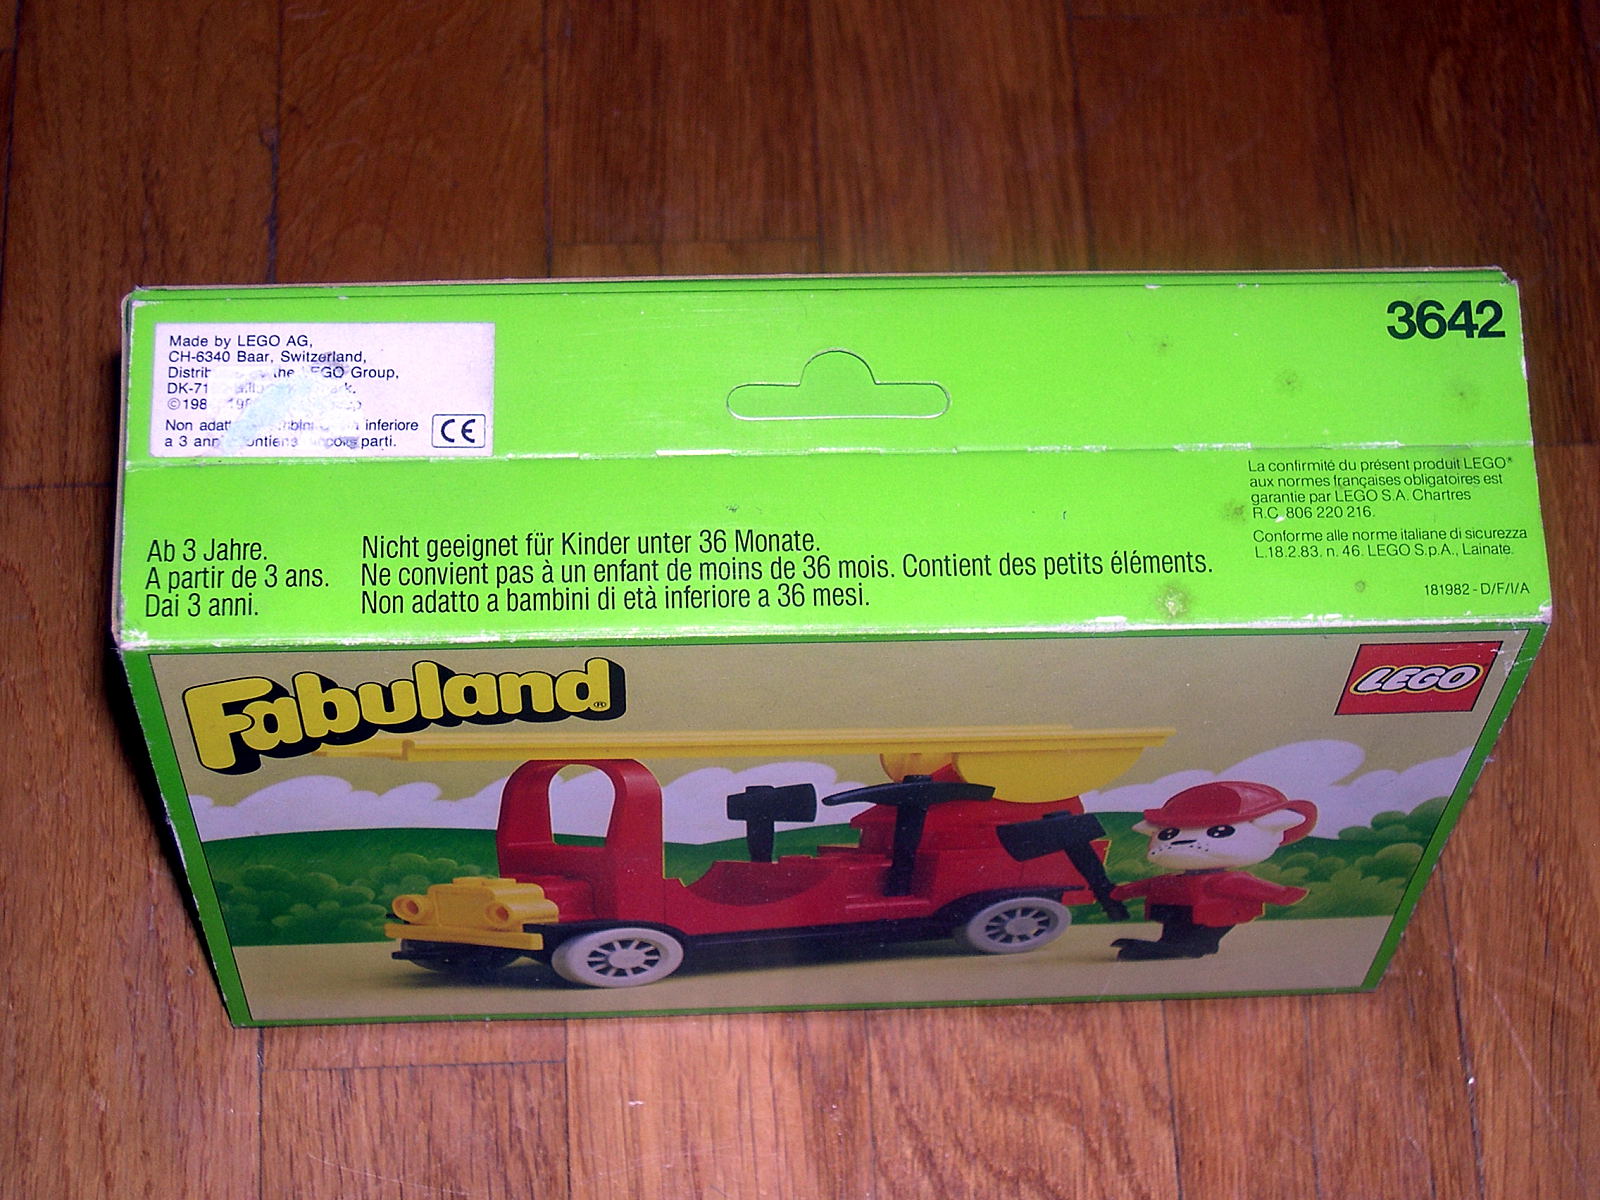 3642
Made by LEGO AG,
CH-6340 Baar, Switzerland,
the LEGO Group,
DK-71
©198
Non inferiore
a 3 parti.
CE
La confirmité du présent produit LEGO®
aux normes françaises obligatoires est
garantie par LEGO S.A. Chartres
R.C. 806 220 216.
Conforme alle norme italiane di sicurezza
L.18.2.83. n. 46. LEGO S.p.A., Lainate.
181982 - D/F/I/A
Ab 3 Jahre.
A partir de 3 ans.
Dai 3 anni.
Nicht geeignet für Kinder unter 36 Monate.
Ne convient pas à un enfant de moins de 36 mois. Contient des petits éléments.
Non adatto a bambini di età inferiore a 36 mesi.
Fabuland®
LEGO